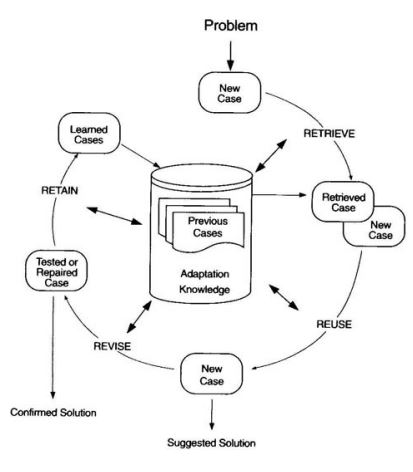 Problem
New
Case
RETRIEVE
Learned
Cases
RETAIN
Previous
Cases
Adaptation
Knowledge
Retrieved
Case
New
Case
Tested or
Repaired
Case
REUSE
REVISE
New
Case
Confirmed Solution
Suggested Solution